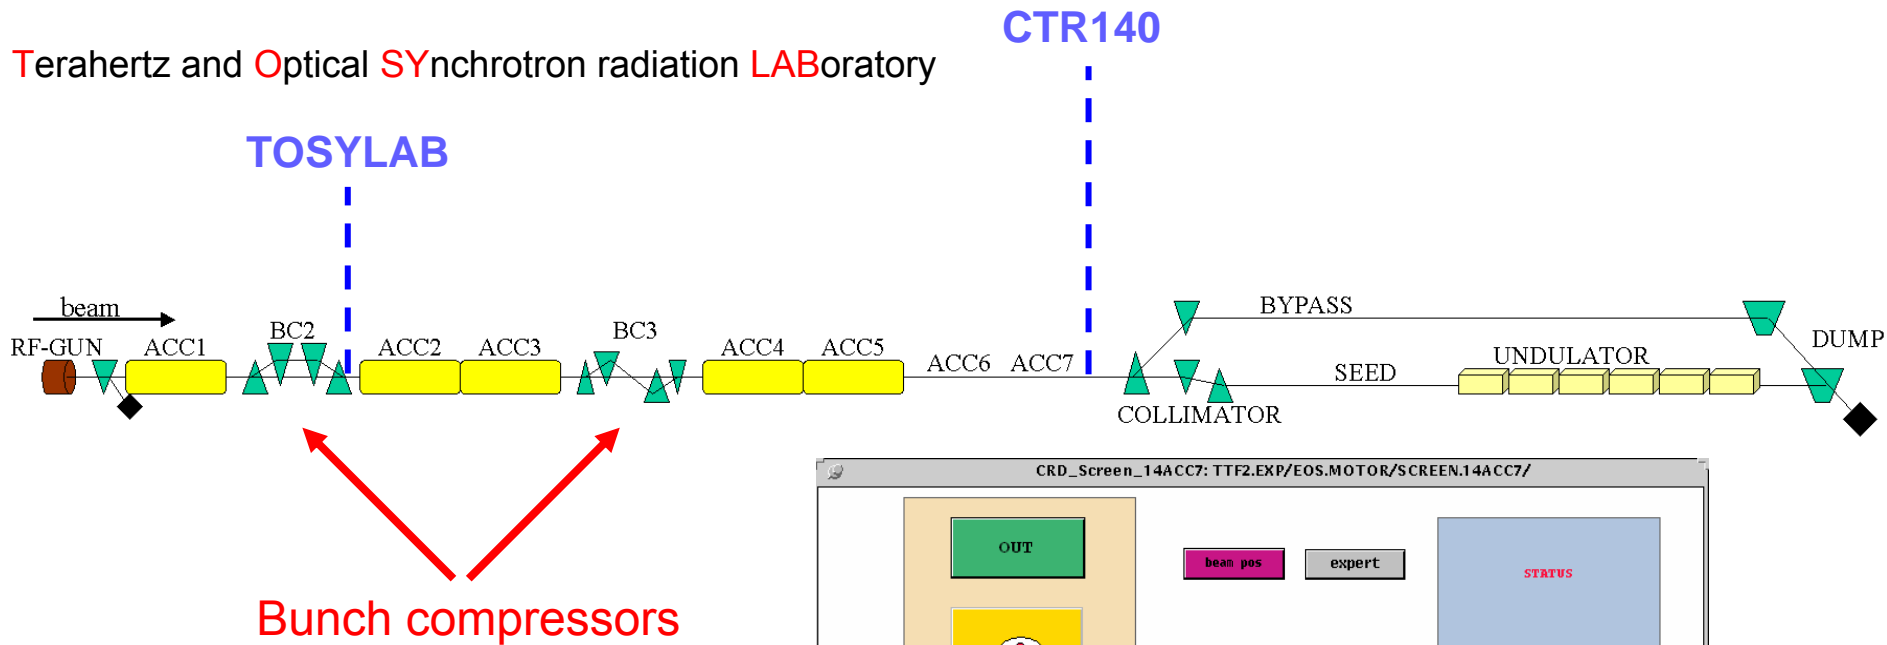 CTR140
Terahertz and Optical SYnchrotron radiation LABoratory
TOSYLAB
beam
RF-GUN
ACC1
BC2
ACC2
ACC3
BC3
ACC4
ACC5
ACC6
ACC7
BYPASS
DUMP
SEED
UNDULATOR
COLLIMATOR
Bunch compressors
CRD_Screen_14ACC7: TTF2.EXP/EOS.MOTOR/SCREEN.14ACC7/
OUT
beam pos
expert
STATUS